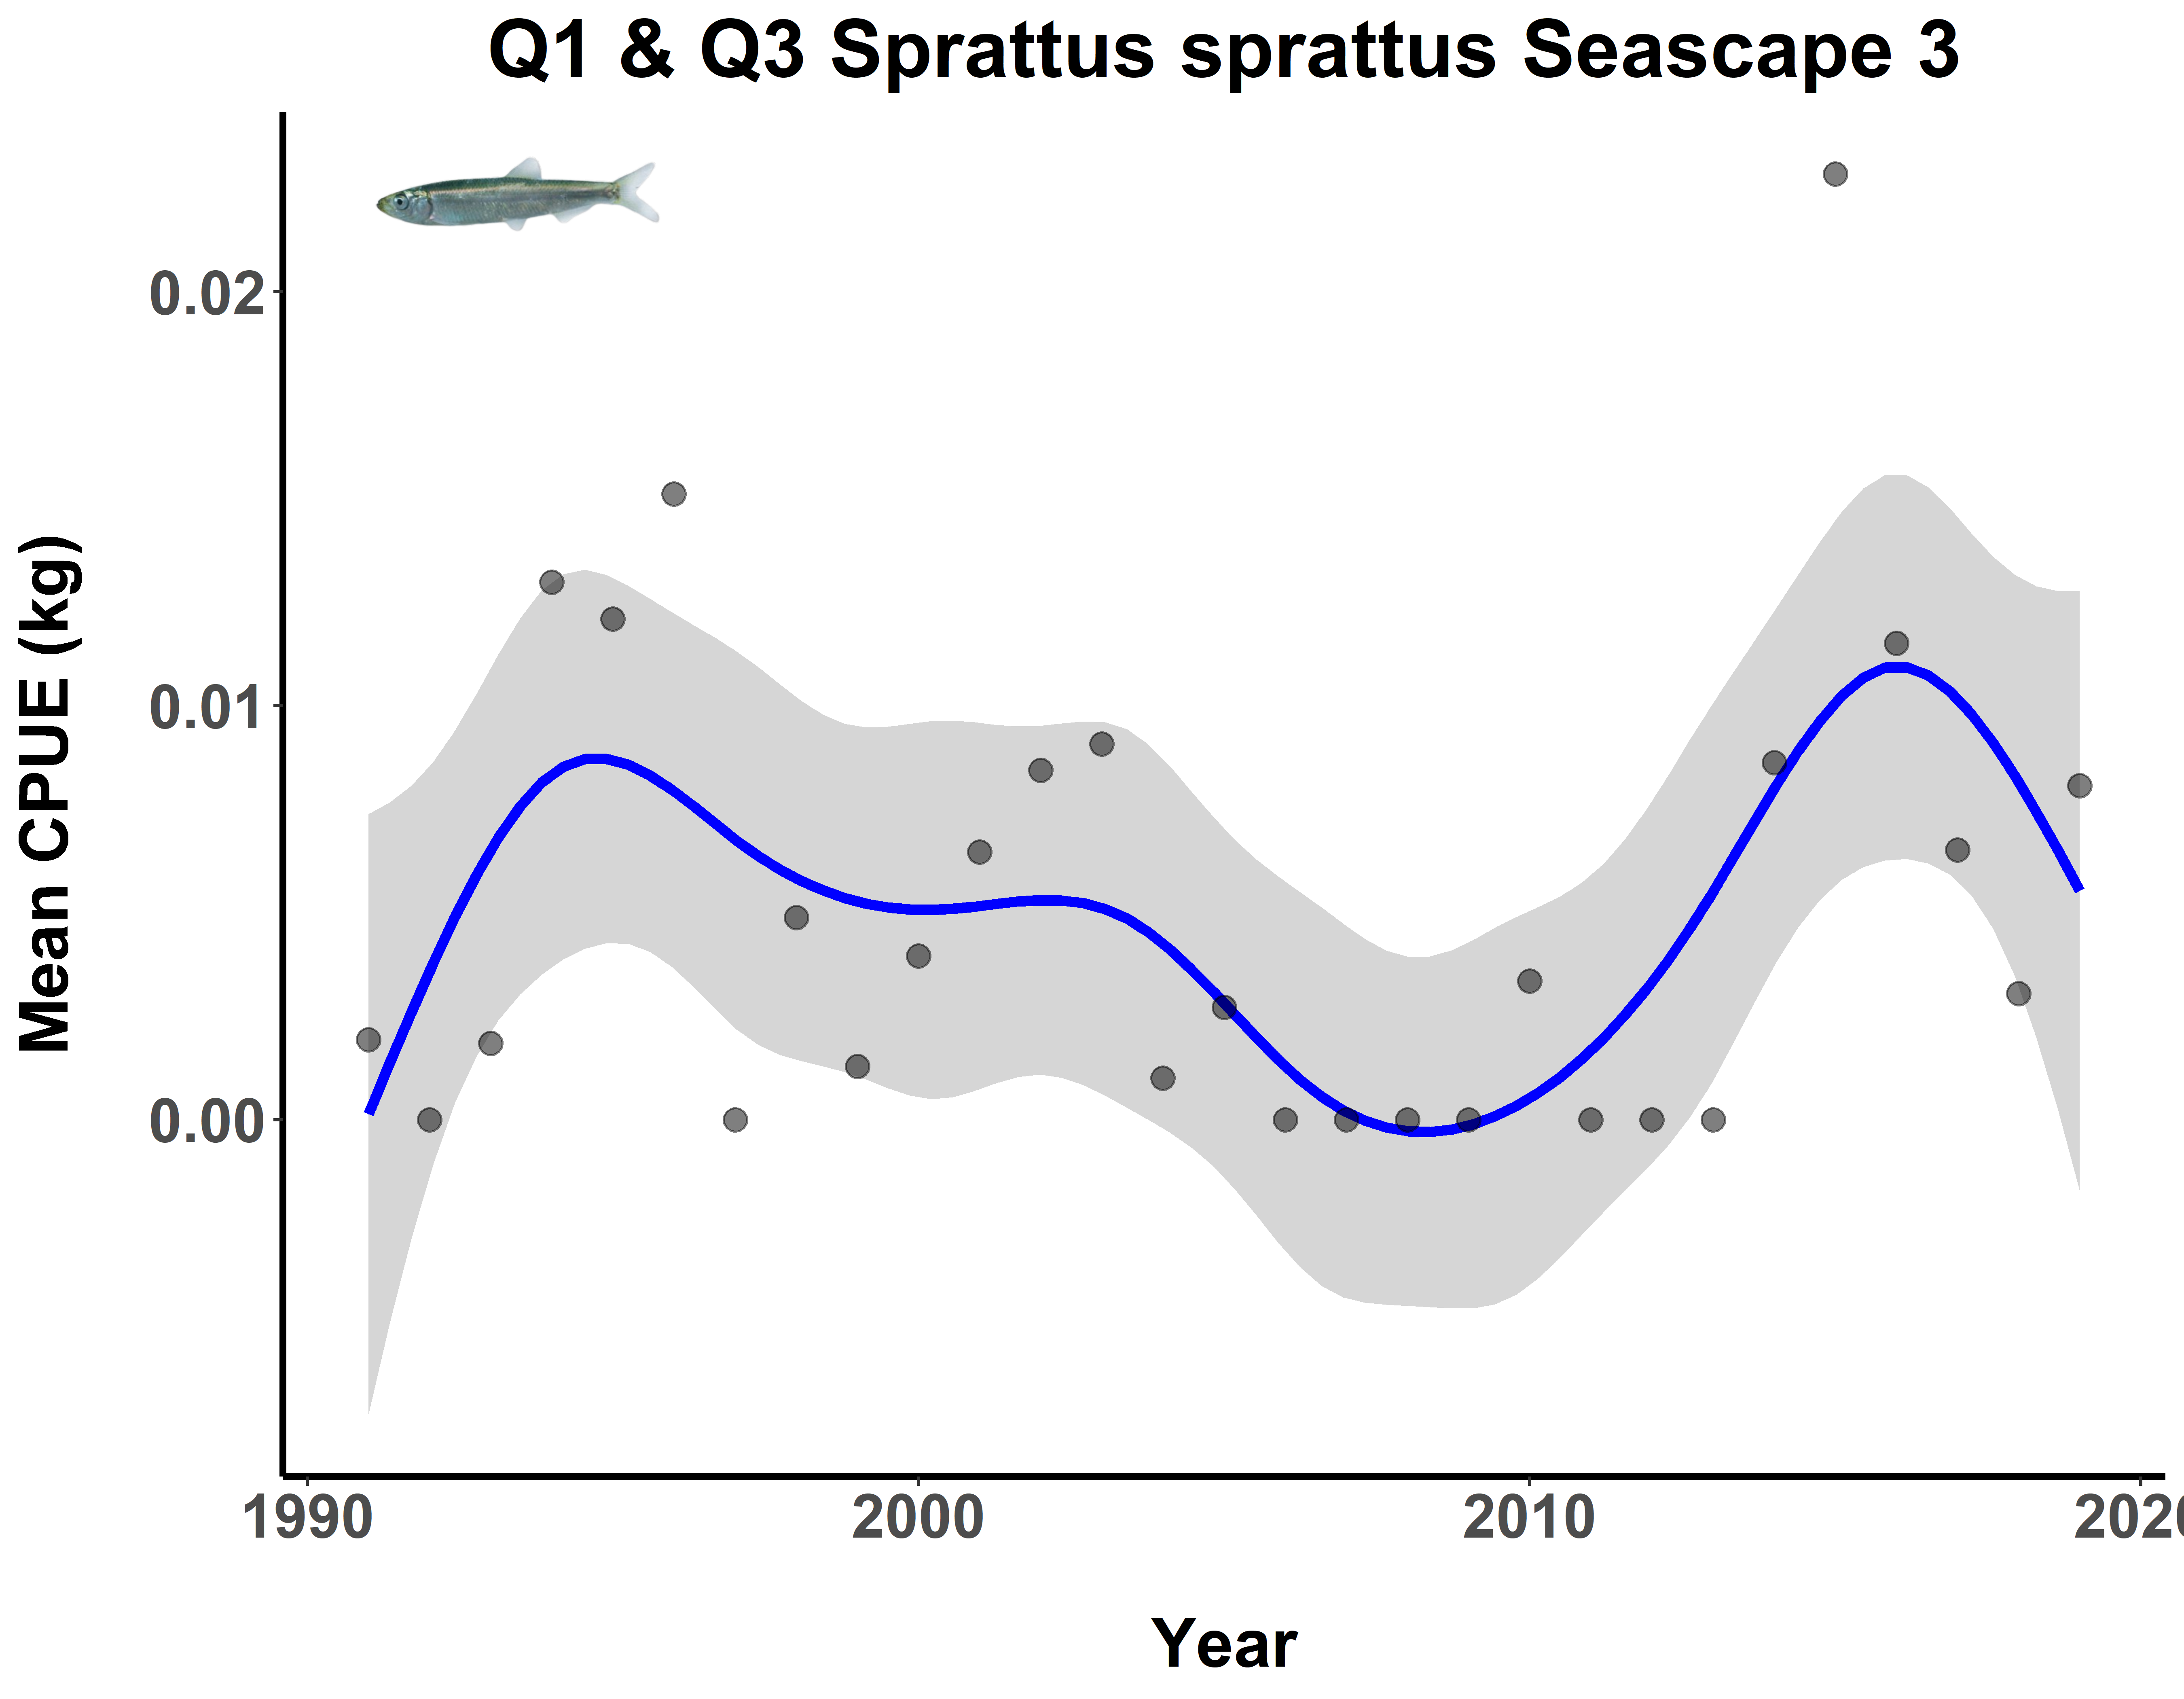 Q1 & Q3 Sprattus sprattus Seascape 3
Mean CPUE (kg)
0.02
0.01
0.00
1990 2000 2010 202
Year